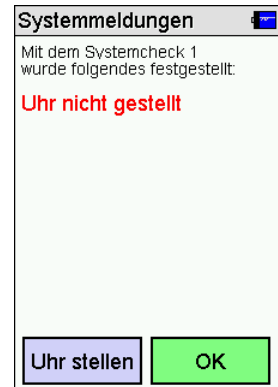 Systemmeldungen
Mit dem Systemcheck 1
wurde folgendes festgestellt:
Uhr nicht gestellt
Uhr stellen
OK